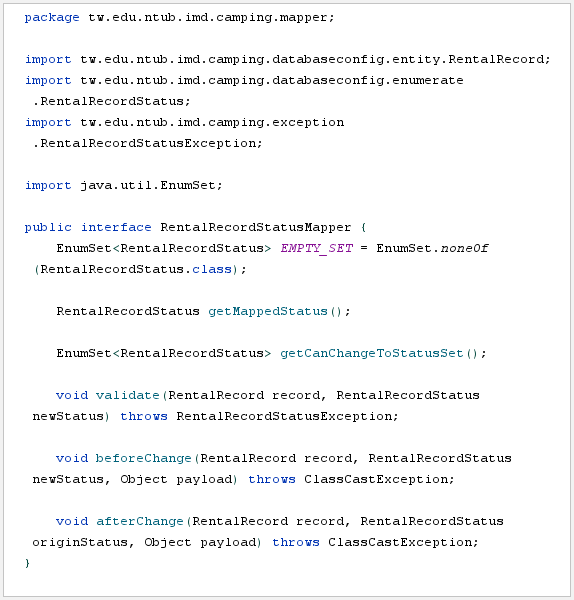 package tw.edu.ntub.imd.camping.mapper;
import tw.edu.ntub.imd.camping.databaseconfig.entity.RentalRecord;
import tw.edu.ntub.imd.camping.databaseconfig.enumerate
.RentalRecordStatus;
import tw.edu.ntub.imd.camping.exception
.RentalRecordStatusException;
import java.util.EnumSet;
public interface RentalRecordStatusMapper {
EnumSet<RentalRecordStatus> EMPTY_SET = EnumSet.noneOf
(RentalRecordStatus.class);
RentalRecordStatus getMappedStatus();
EnumSet<RentalRecordStatus> getCanChangeToStatusSet();
void validate(RentalRecord record, RentalRecordStatus
newStatus) throws RentalRecordStatusException;
void beforeChange(RentalRecord record, RentalRecordStatus
newStatus, Object payload) throws ClassCastException;
void afterChange(RentalRecord record, RentalRecordStatus
originStatus, Object payload) throws ClassCastException;
}